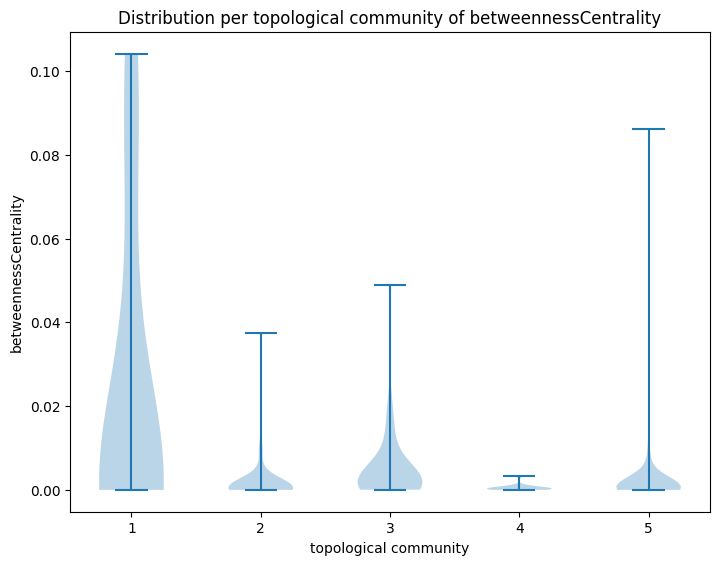 Distribution per topological community of betweennessCentrality
betweennessCentrality
0.10
0.08
0.06
0.04
0.02
0.00
1 2 3 4 5
topological community